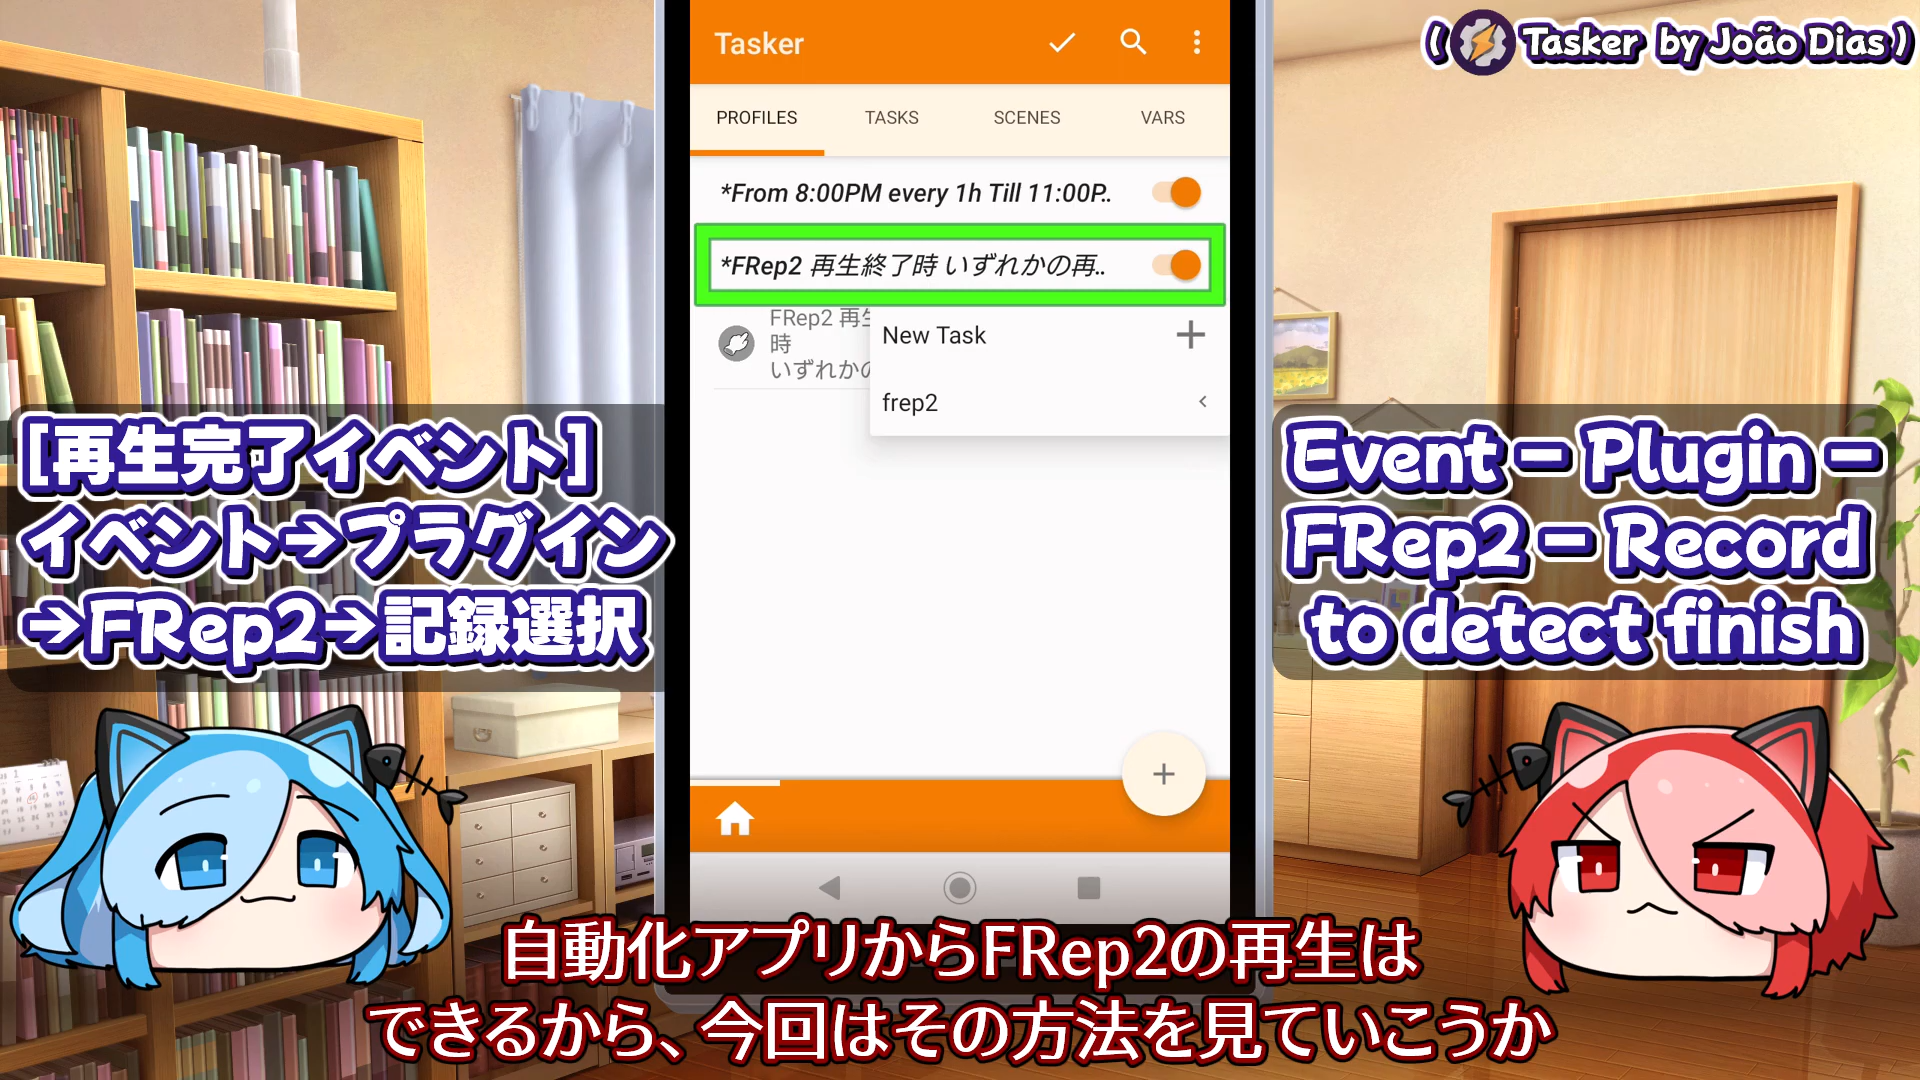 Tasker
( Tasker by João Dias )
PROFILES
TASKS
SCENES
VARS
*From 8:00PM every 1h Till 11:00P..
*FRep2 再生終了時 いずれかの再..
FRep2 再生
時
いずれかの
New Task
frep2
[再生完了イベント]
イベント→プラグイン
→FRep2→記録選択
Event – Plugin –
FRep2 – Record
to detect finish
自動化アプリからFRep2の再生は
できるから、今回はその方法を見ていこうか